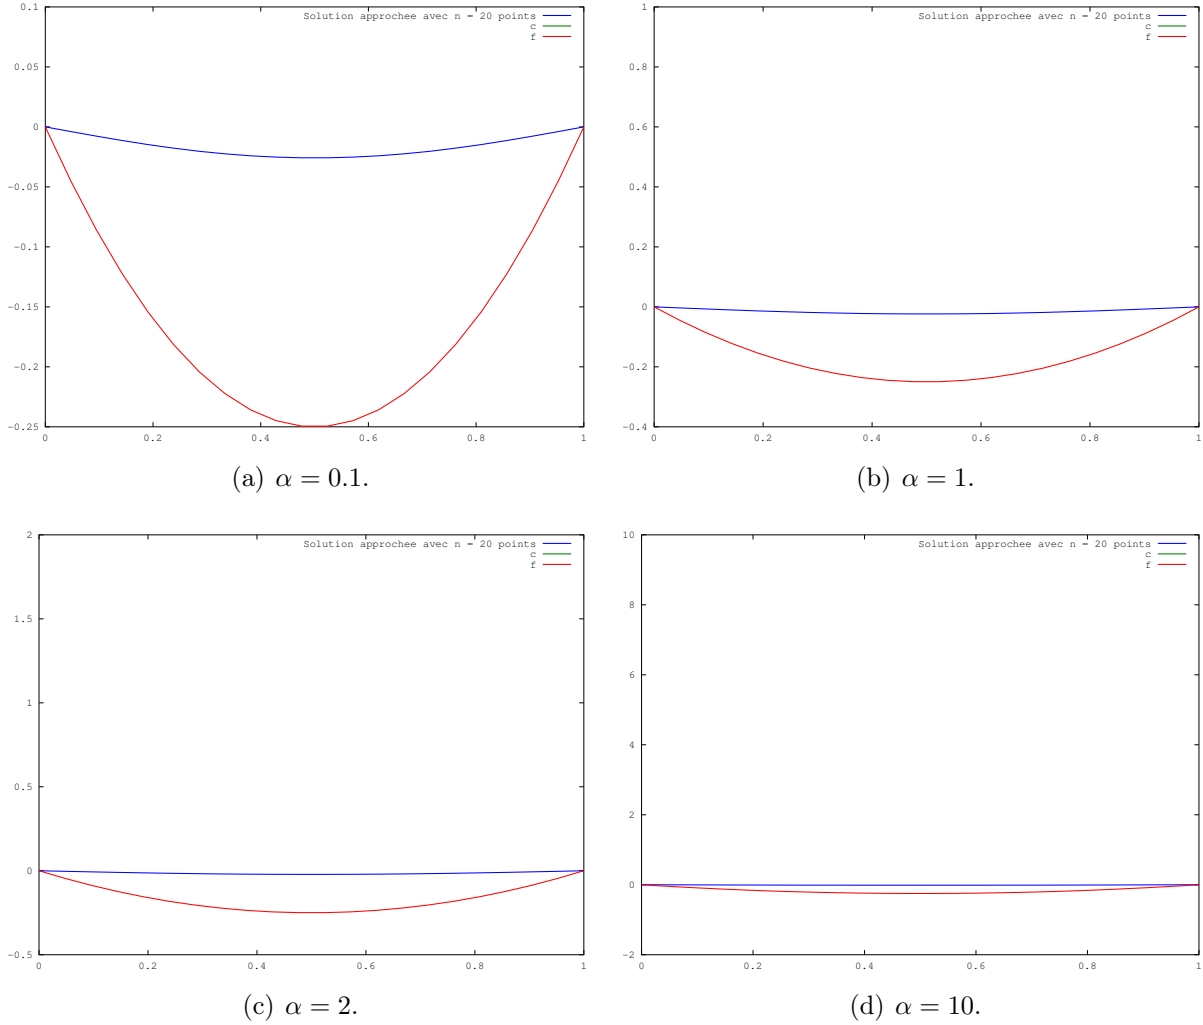 0.1
0.05
0
-0.05
-0.1
-0.15
-0.2
-0.25
0 0.2 0.4 0.6 0.8 1
Solution approchee avec n = 20 points
c
f
(a) α = 0.1.
1
0.8
0.6
0.4
0.2
0
-0.2
-0.4
0 0.2 0.4 0.6 0.8 1
Solution approchee avec n = 20 points
c
f
(b) α = 1.
2
1.5
1
0.5
0
-0.5
0 0.2 0.4 0.6 0.8 1
Solution approchee avec n = 20 points
c
f
(c) α = 2.
10
8
6
4
2
0
-2
0 0.2 0.4 0.6 0.8 1
Solution approchee avec n = 20 points
c
f
(d) α = 10.